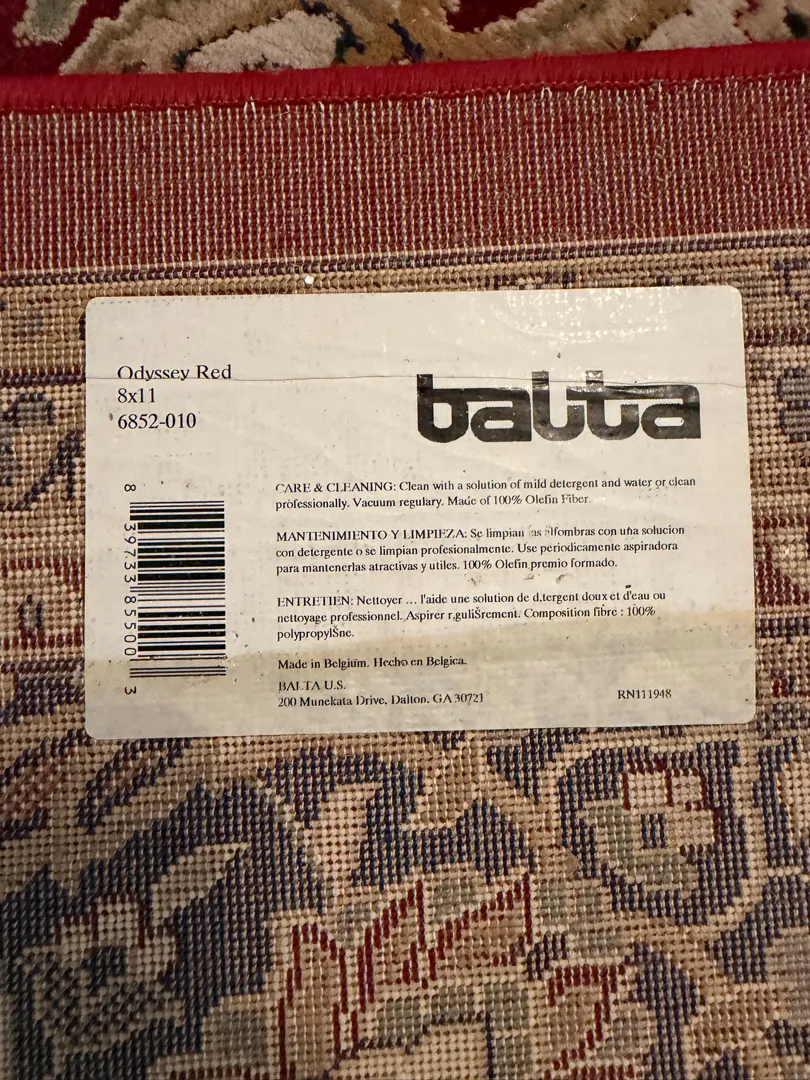 Odyssey Red
8x11
6852-010
balta
CARE & CLEANING: Clean with a solution of mild detergent and water or clean
professionally. Vacuum regulary. Made of 100% Olefin Fiber.
MANTENIMIENTO Y LIMPIEZA: Se limpian las alfombras con una solucion
con detergente o se limpian profesionalmente. Use periodicamente aspiradora
para mantenerlas atractivas y utiles. 100% Olefin premio formado.
ENTRETIEN: Nettoyer ... l'aide une solution de d,tergent doux et d'eau ou
nettoyage professionnel. Aspirer r,guliŠrement. Composition fibre : 100%
polypropylŠne.
Made in Belgium. Hecho en Belgica.
BALTA U.S.
200 Munekata Drive, Dalton, GA 30721
RN111948
8 39733 85500 3